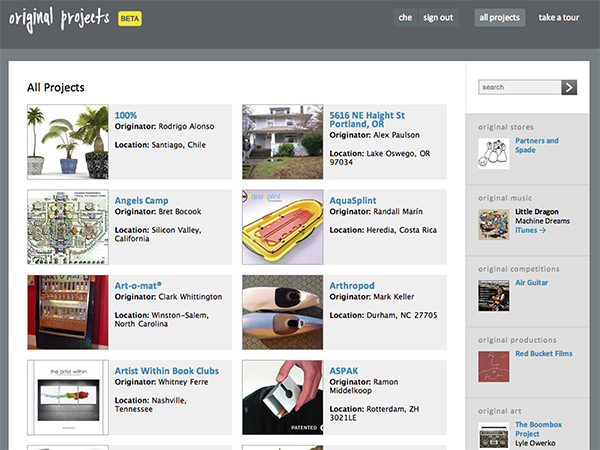 original projects BETA
che sign out all projects take a tour
All Projects
100%
Originator: Rodrigo Alonso
Location: Santiago, Chile
5616 NE Haight St
Portland, OR
Originator: Alex Paulson
Location: Lake Oswego, OR
97034
Angels Camp
Originator: Bret Bocook
Location: Silicon Valley,
California
AquaSplint
Originator: Randall Marín
Location: Heredia, Costa Rica
Art-o-mat®
Originator: Clark Whittington
Location: Winston-Salem,
North Carolina
Arthropod
Originator: Mark Keller
Location: Durham, NC 27705
the artist within
Artist Within Book Clubs
Originator: Whitney Ferre
Location: Nashville,
Tennessee
PATENTED
ASPAK
Originator: Ramon
Middelkoop
Location: Rotterdam, ZH
3021LE
search
original stores
Partners and
Spade
original music
Little Dragon
Machine Dreams
iTunes →
original competitions
Air Guitar
original productions
Red Bucket Films
original art
The Boombox
Project
Lyle Owerko